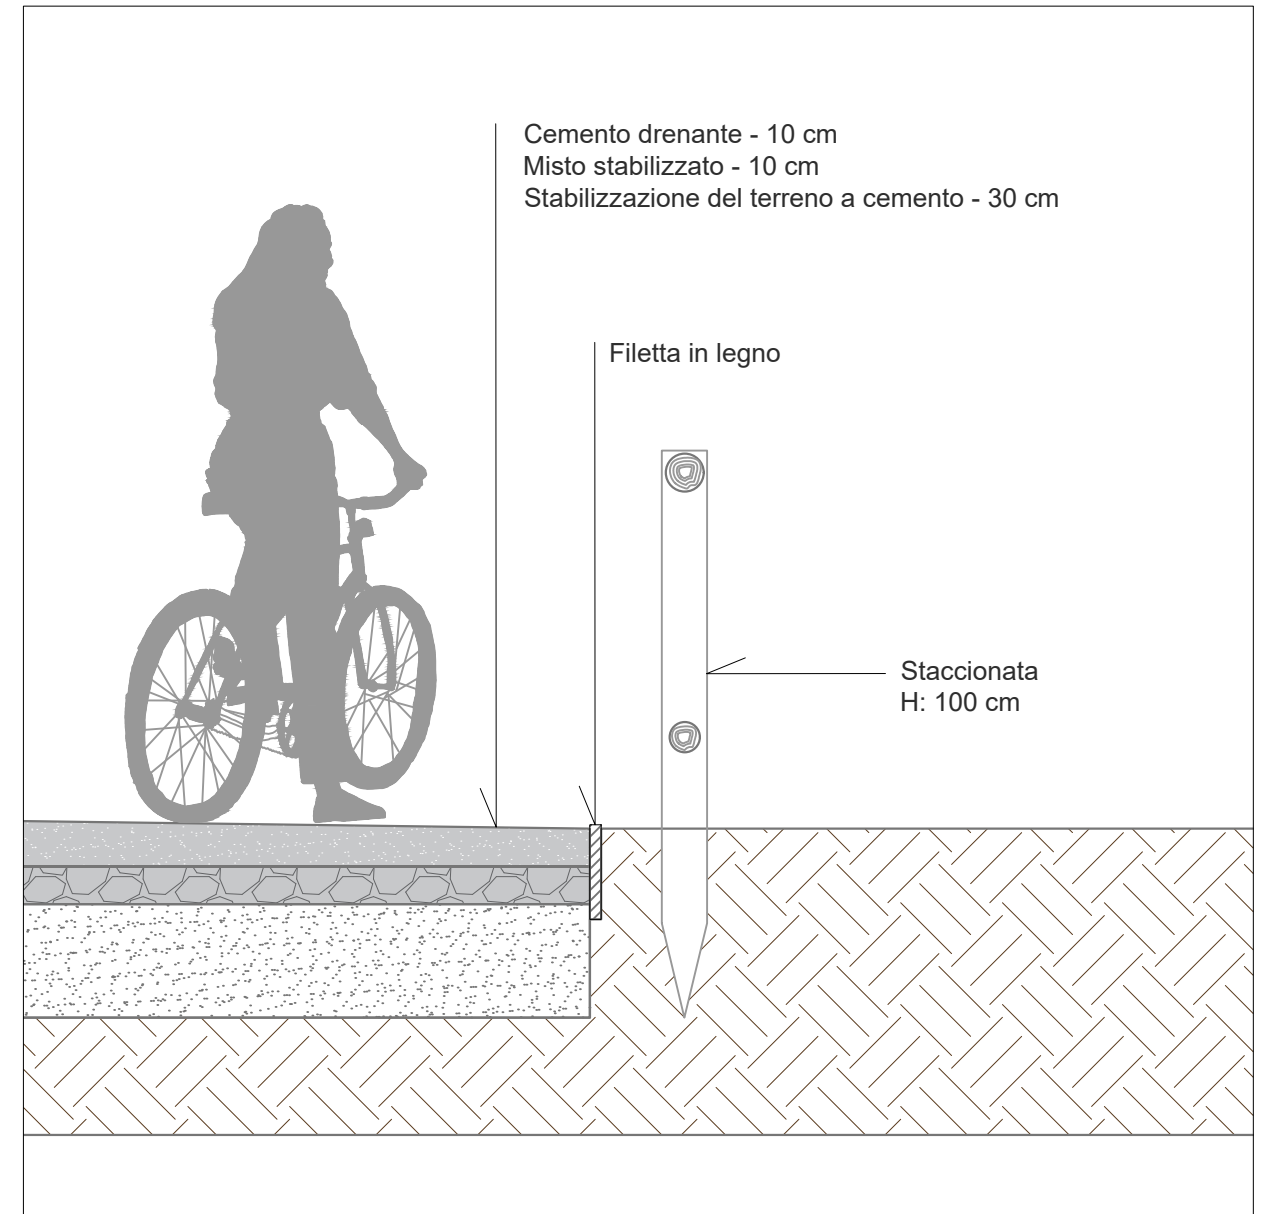 Cemento drenante - 10 cm
Misto stabilizzato - 10 cm
Stabilizzazione del terreno a cemento - 30 cm
Filetta in legno
Staccionata
H: 100 cm